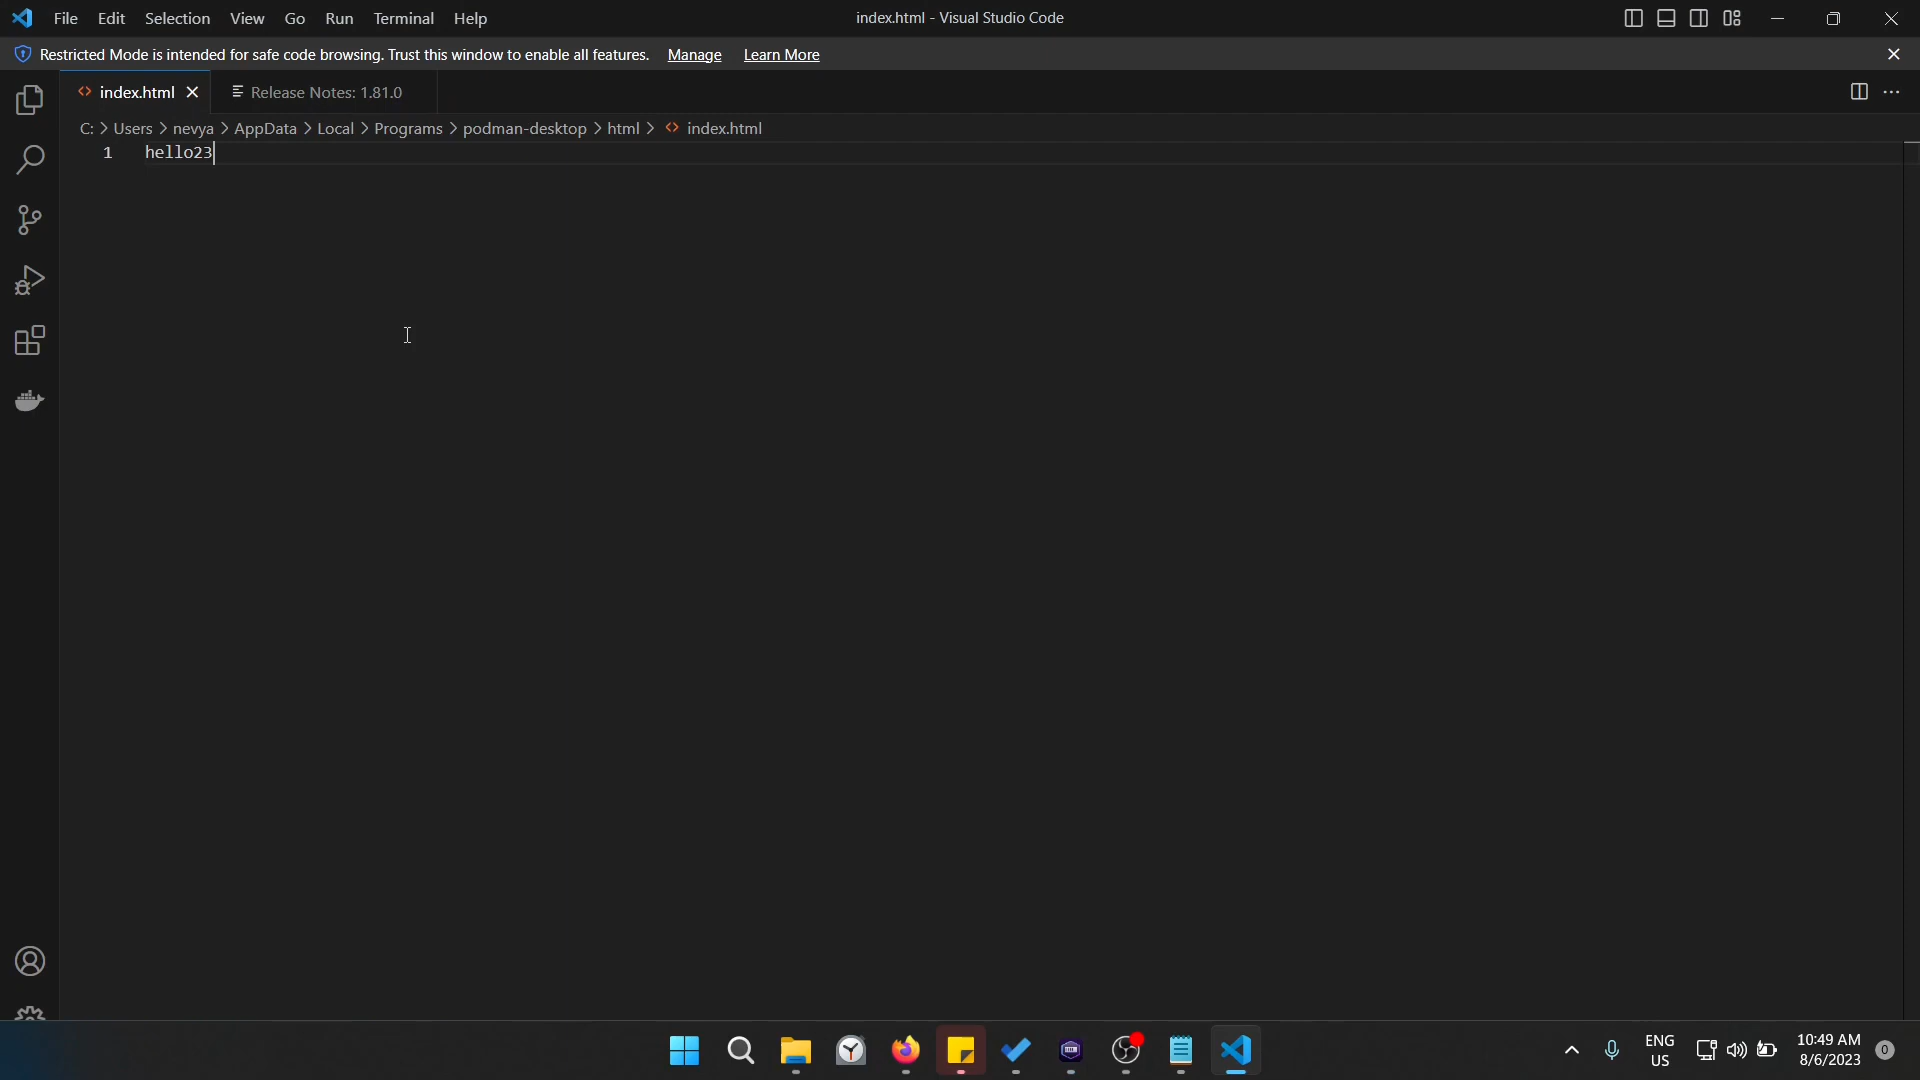 File Edit Selection View Go Run Terminal Help
index.html - Visual Studio Code
Restricted Mode is intended for safe code browsing. Trust this window to enable all features. Manage Learn More
index.html
Release Notes: 1.81.0
C: > Users > nevya > AppData > Local > Programs > podman-desktop > html > index.html
1 hello23
ENG
US
10:49 AM
8/6/2023
0